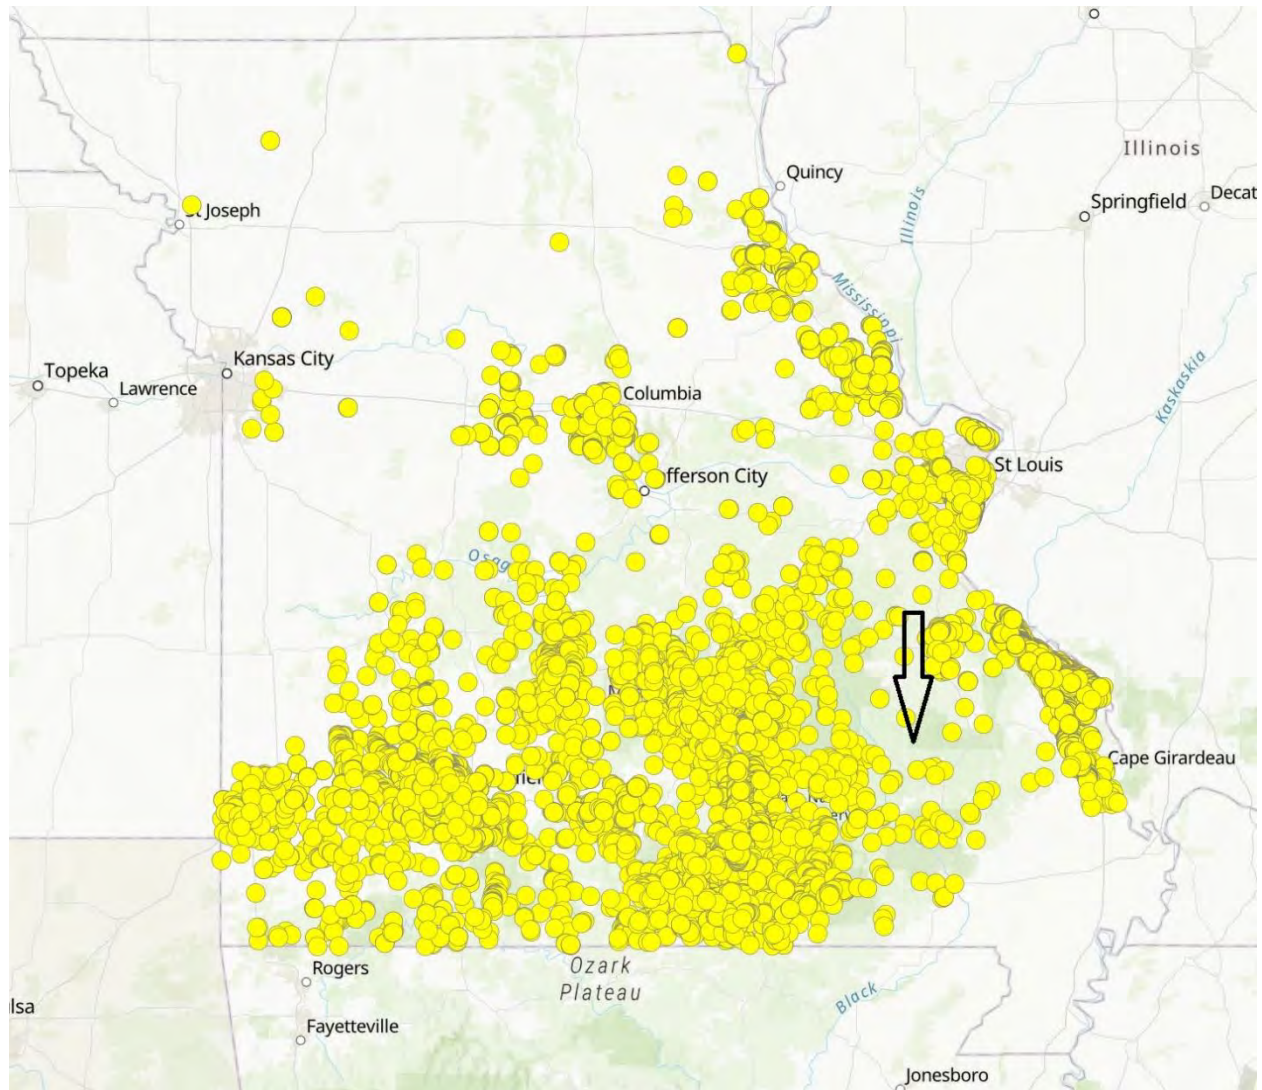 Illinois
Quincy
Illinois
Springfield
Decat
St Joseph
Mississippi
Kaskaskia
Kansas City
Topeka
Lawrence
Columbia
St Louis
fferson City
Osag
Cape Girardeau
Ozark
Plateau
Rogers
Black
lsa
Fayetteville
Jonesboro